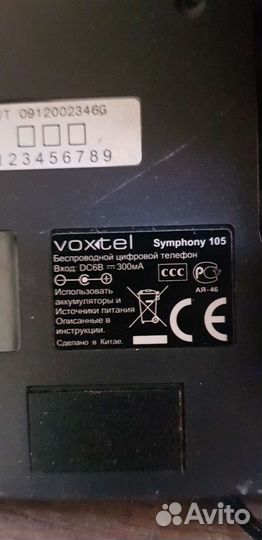 0912002346G
123456789
voxtel Symphony 105
Беспроводной цифровой телефон
Вход: DC6В 300мА
CCC
АЯ-46
Использовать
аккумуляторы и
Источники питания
Описанные в
инструкции.
CE
Сделано в Китае.
Avito